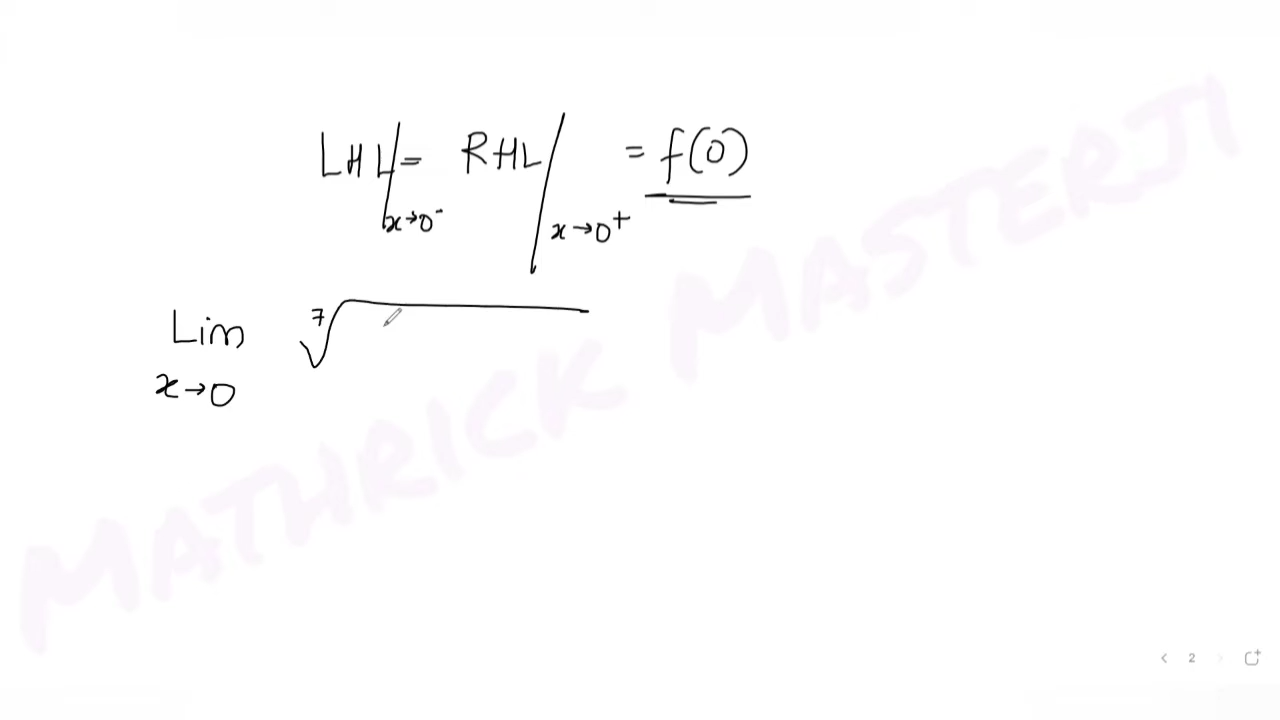 LHL|x→0⁻ = RHL|x→0⁺ = f(0)
Lim x→0 ⁷√
MATHRICK MASTERJI
< 2 >